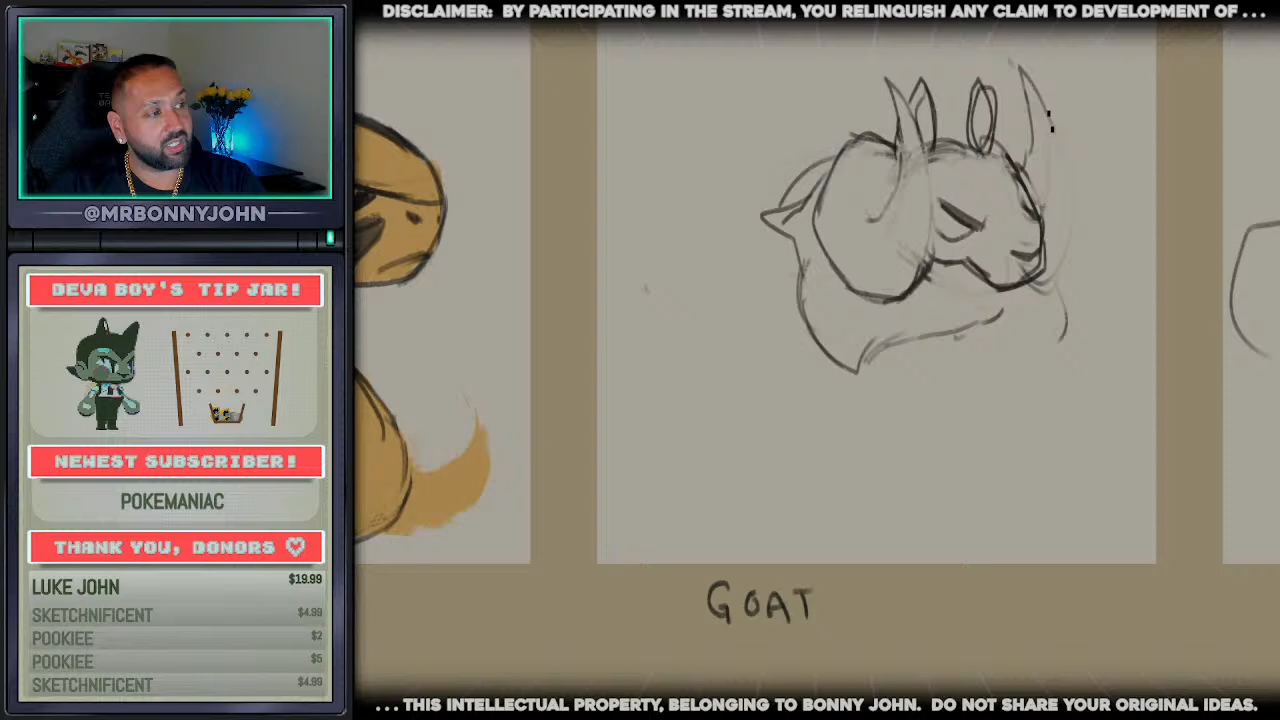 DISCLAIMER: BY PARTICIPATING IN THE STREAM, YOU RELINQUISH ANY CLAIM TO DEVELOPMENT OF . . .
@MRBONNYJOHN
DEVA BOY'S TIP JAR!
NEWEST SUBSCRIBER!
POKEMANIAC
THANK YOU, DONORS ♡
LUKE JOHN $19.99
SKETCHNIFICENT $4.99
POOKIEE $2
POOKIEE $5
SKETCHNIFICENT $4.99
GOAT
. . . THIS INTELLECTUAL PROPERTY, BELONGING TO BONNY JOHN. DO NOT SHARE YOUR ORIGINAL IDEAS.